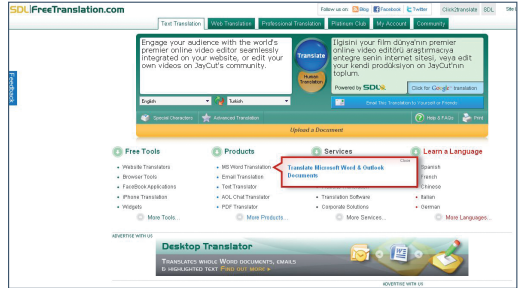 SDL|FreeTranslation.com
Follow us on: Blog Facebook Twitter Click2translate SDL
Text Translation Web Translation Professional Translation Platinum Club My Account Community
Engage your audience with the world's
premier online video editor seamlessly
integrated on your website, or edit your
own videos on JayCut's community.
Translate
Human
Translation
Ilgisini your film dünya'nın premier
online video editörü araştırmacıya
entegre senin internet sitesi, veya edit
your kendi prodüksiyon on JayCut'nın
toplum.
Powered by SDL
Click for Google translation
English
Turkish
Email This Translation to Yourself or Friends
Special Characters Advanced Translation
Help & FAQs Print
Upload a Document
Feedback
Free Tools
Website Translators
Browser Tools
FaceBook Applications
iPhone Translation
Widgets
More Tools...
Products
MS Word Translation
Email Translation
Text Translator
AOL Chat Translator
PDF Translator
More Products...
Services
Close
Translate Microsoft Word & Outlook
Documents
Translation Software
Corporate Solutions
More Services...
Learn a Language
Spanish
French
Chinese
Italian
German
More Languages...
ADVERTISE WITH US
Desktop Translator
Translates whole Word documents, emails
& highlighted text Find out more »
ADVERTISE WITH US